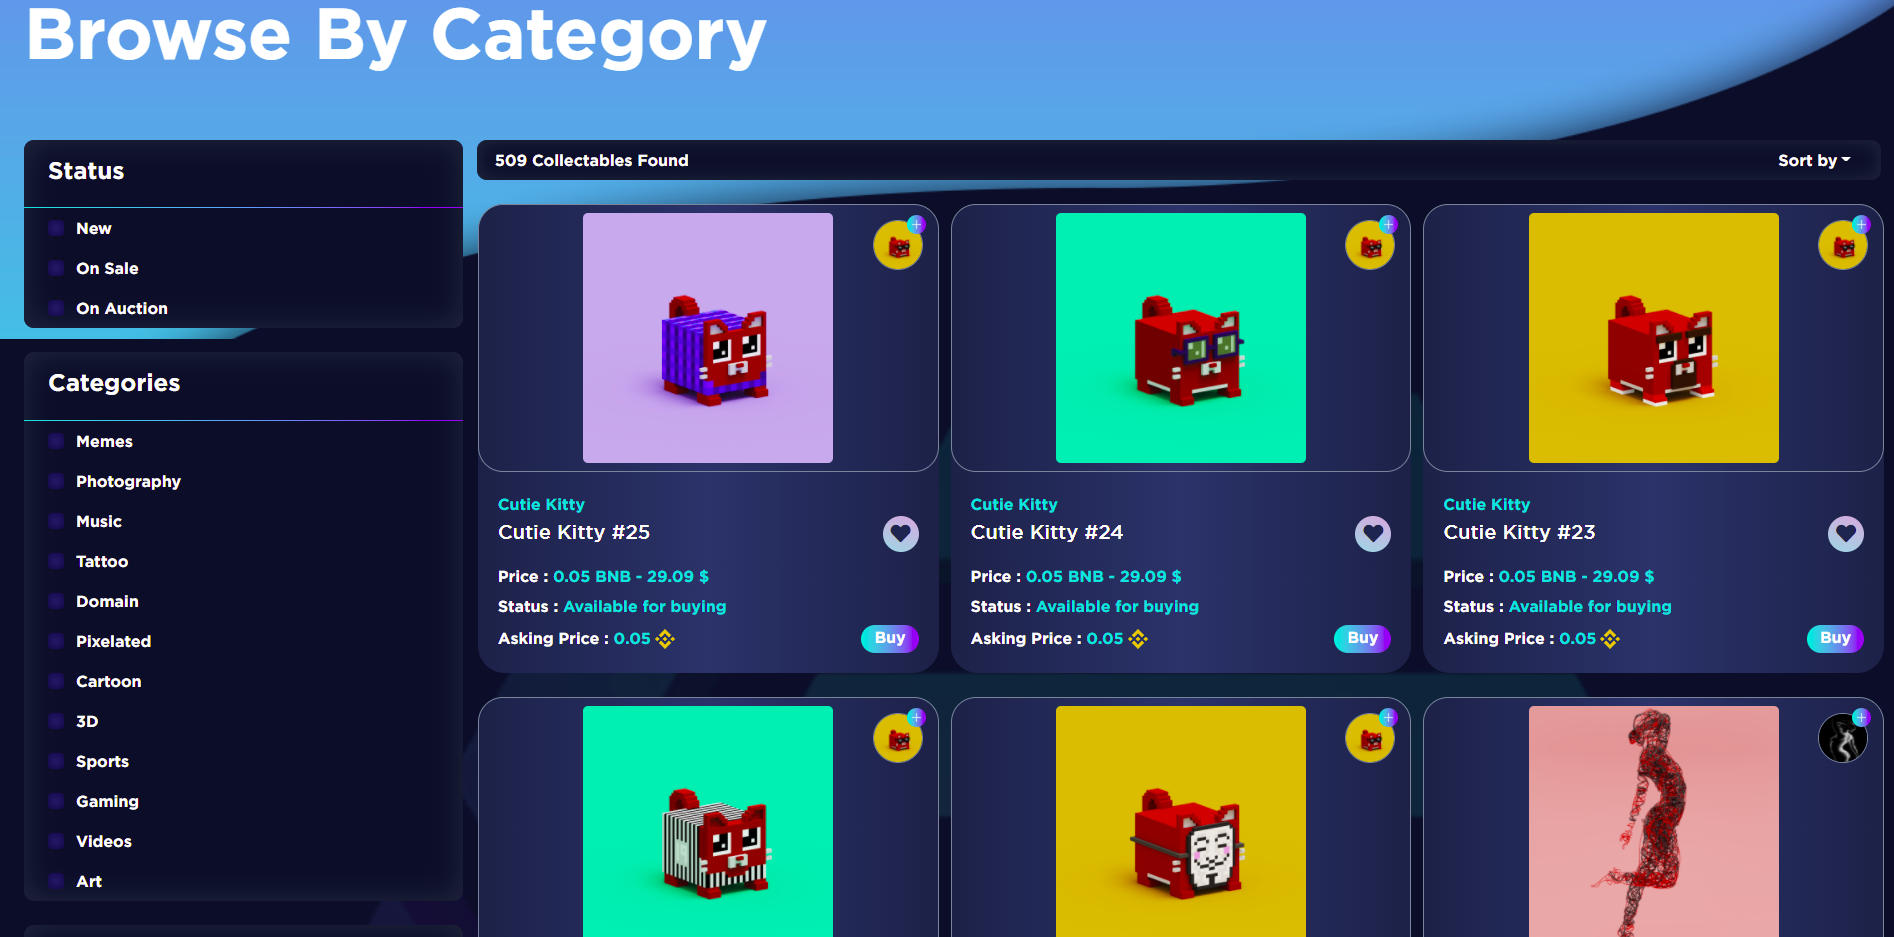 Browse By Category
Status
New
On Sale
On Auction
Categories
Memes
Photography
Music
Tattoo
Domain
Pixelated
Cartoon
3D
Sports
Gaming
Videos
Art
509 Collectables Found
Sort by
Cutie Kitty
Cutie Kitty #25
Price : 0.05 BNB - 29.09 $
Status : Available for buying
Asking Price : 0.05
Buy
Cutie Kitty
Cutie Kitty #24
Price : 0.05 BNB - 29.09 $
Status : Available for buying
Asking Price : 0.05
Buy
Cutie Kitty
Cutie Kitty #23
Price : 0.05 BNB - 29.09 $
Status : Available for buying
Asking Price : 0.05
Buy